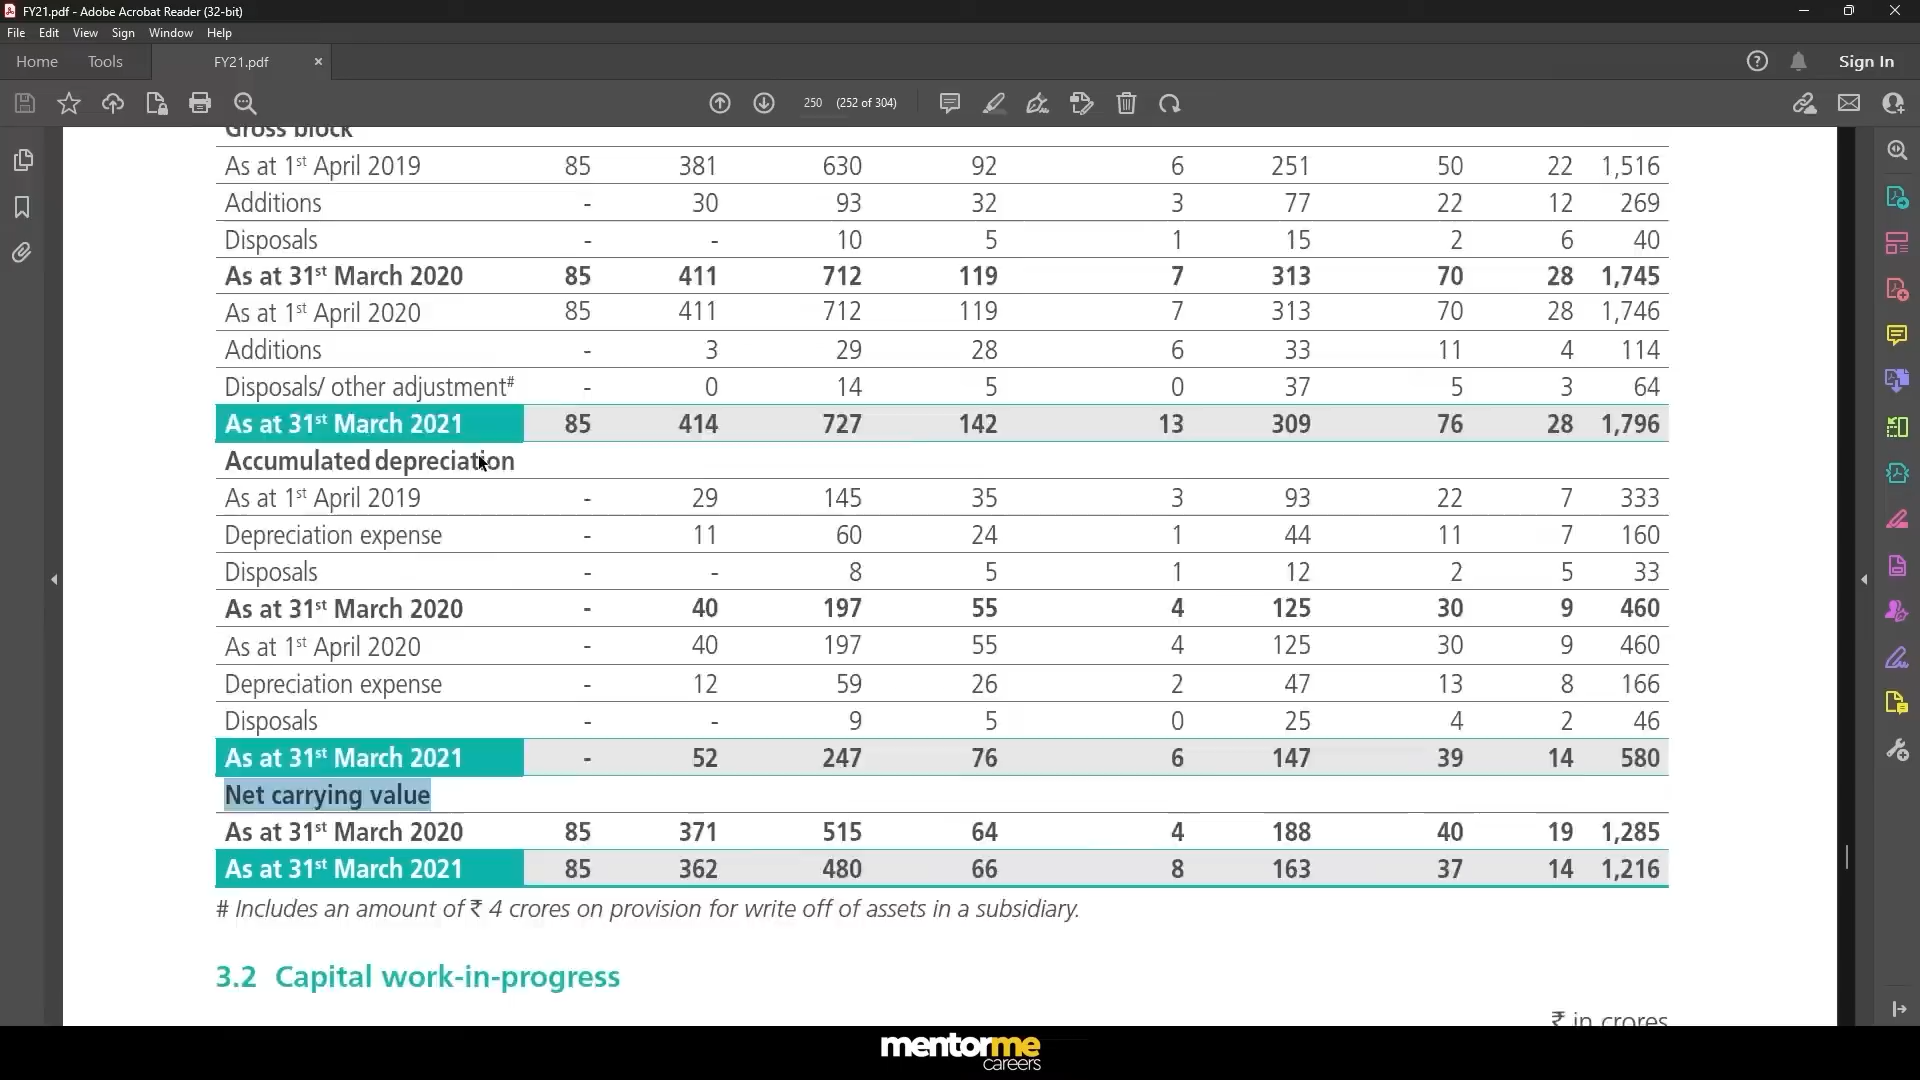 FY21.pdf - Adobe Acrobat Reader (32-bit)
File Edit View Sign Window Help
Home Tools FY21.pdf × Sign In
250 (252 of 304)
Gross block
As at 1st April 2019 85 381 630 92 6 251 50 22 1,516
Additions - 30 93 32 3 77 22 12 269
Disposals - - 10 5 1 15 2 6 40
As at 31st March 2020 85 411 712 119 7 313 70 28 1,745
As at 1st April 2020 85 411 712 119 7 313 70 28 1,746
Additions - 3 29 28 6 33 11 4 114
Disposals/ other adjustment# - 0 14 5 0 37 5 3 64
As at 31st March 2021 85 414 727 142 13 309 76 28 1,796
Accumulated depreciation
As at 1st April 2019 - 29 145 35 3 93 22 7 333
Depreciation expense - 11 60 24 1 44 11 7 160
Disposals - - 8 5 1 12 2 5 33
As at 31st March 2020 - 40 197 55 4 125 30 9 460
As at 1st April 2020 - 40 197 55 4 125 30 9 460
Depreciation expense - 12 59 26 2 47 13 8 166
Disposals - - 9 5 0 25 4 2 46
As at 31st March 2021 - 52 247 76 6 147 39 14 580
Net carrying value
As at 31st March 2020 85 371 515 64 4 188 40 19 1,285
As at 31st March 2021 85 362 480 66 8 163 37 14 1,216
# Includes an amount of ₹ 4 crores on provision for write off of assets in a subsidiary.
3.2 Capital work-in-progress
₹ in crores
mentorme
careers